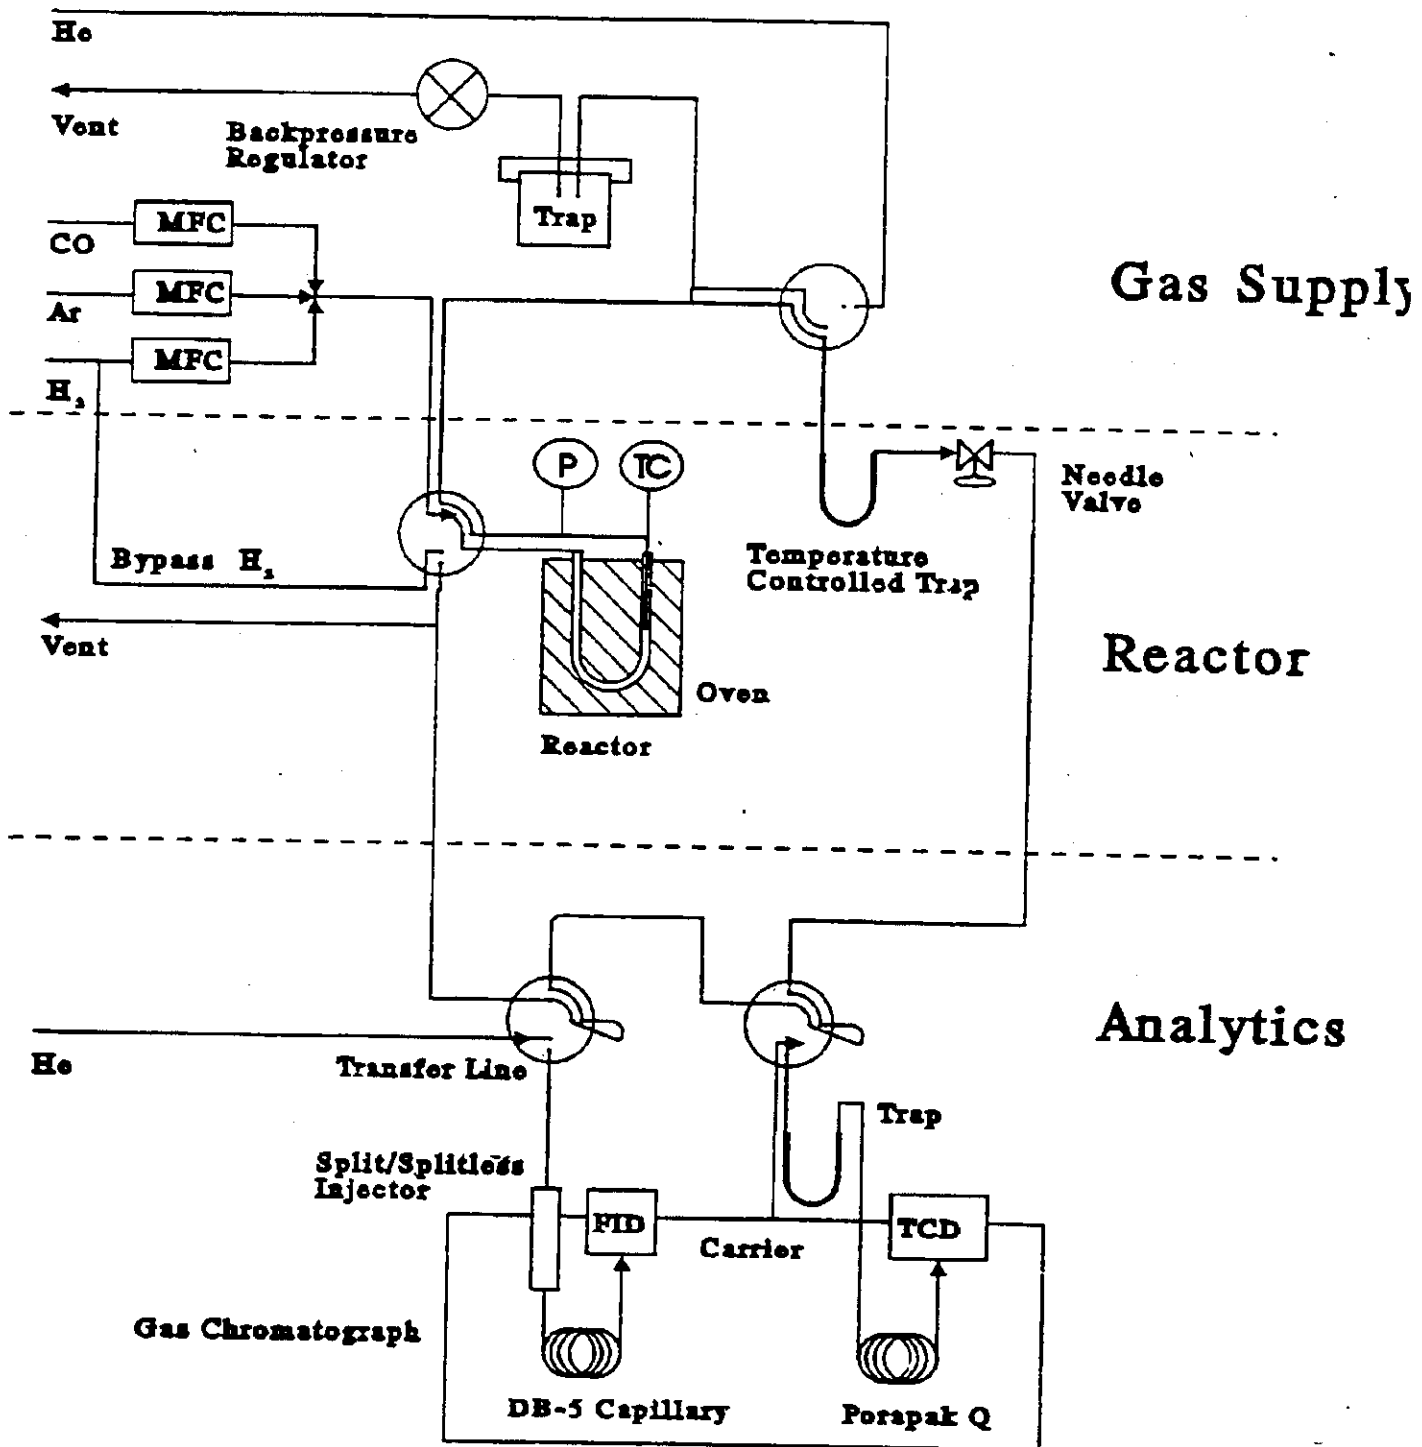 He
Vent
Backpressure
Regulator
Trap
MFC
CO
MFC
Ar
MFC
H₂
Gas Supply
P
TC
Needle
Valve
Bypass H₂
Temperature
Controlled Trap
Vent
Oven
Reactor
Reactor
Analytics
He
Transfer Line
Trap
Split/Splitless
Injector
FID
Carrier
TCD
Gas Chromatograph
DB-5 Capillary
Porapak Q